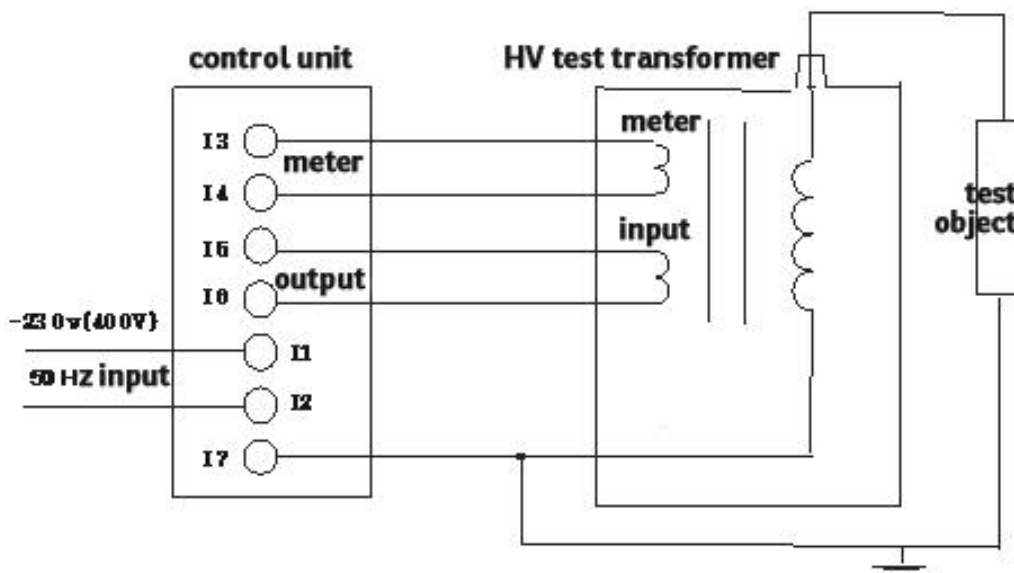 control unit
HV test transformer
I3
meter
meter
I4
test
object
I5
input
I6
output
-230v(400V)
I1
50 Hz input
I2
I7